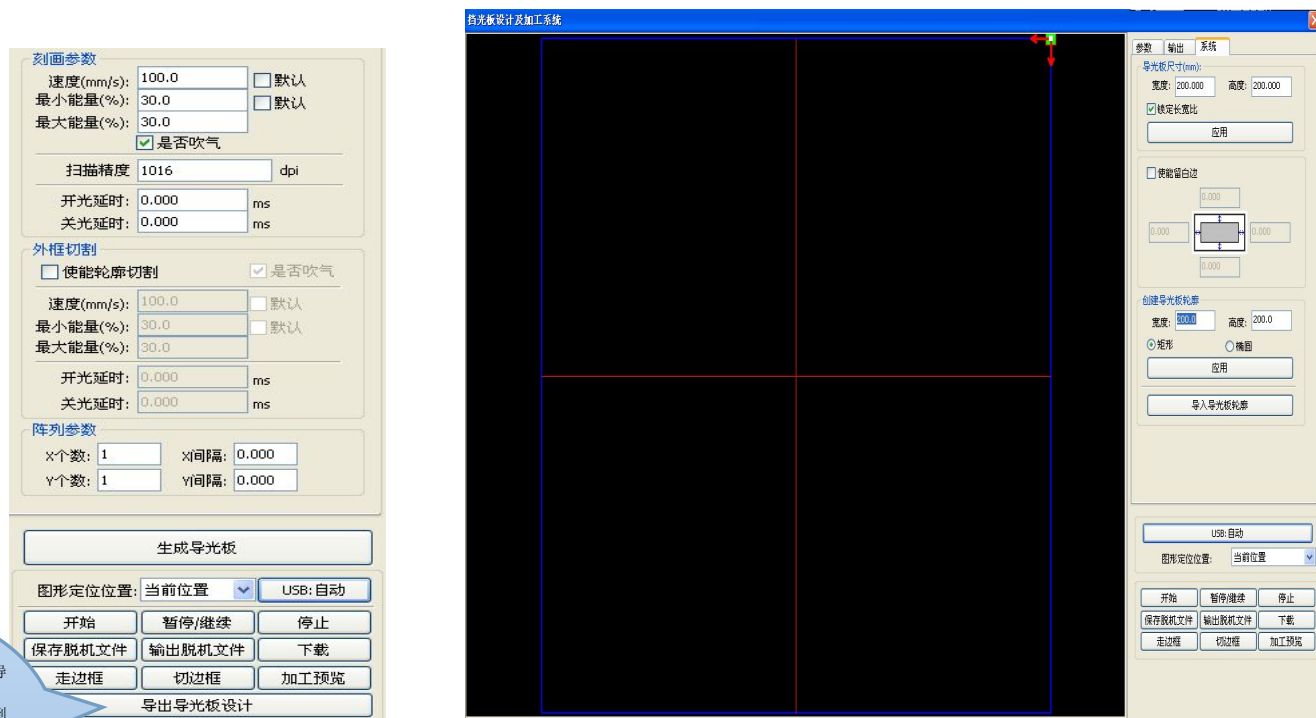 刻画参数
速度(mm/s): 100.0 默认
最小能量(%): 30.0 默认
最大能量(%): 30.0
是否吹气
扫描精度 1016 dpi
开光延时: 0.000 ms
关光延时: 0.000 ms
外框切割
使能轮廓切割 是否吹气
速度(mm/s): 100.0 默认
最小能量(%): 30.0 默认
最大能量(%): 30.0
开光延时: 0.000 ms
关光延时: 0.000 ms
阵列参数
X个数: 1 X间隔: 0.000
Y个数: 1 Y间隔: 0.000
生成导光板
图形定位位置: 当前位置 USB:自动
开始 暂停/继续 停止
保存脱机文件 输出脱机文件 下载
走边框 切边框 加工预览
导出导光板设计
导
挡光板设计及加工系统
参数 输出 系统
导光板尺寸(mm):
宽度: 200.000 高度: 200.000
锁定长宽比
应用
使能留白边
0.000
0.000 0.000
0.000
创建导光板轮廓
宽度: 200.0 高度: 200.0
矩形 椭圆
应用
导入导光板轮廓
USB:自动
图形定位位置: 当前位置
开始 暂停/继续 停止
保存脱机文件 输出脱机文件 下载
走边框 切边框 加工预览